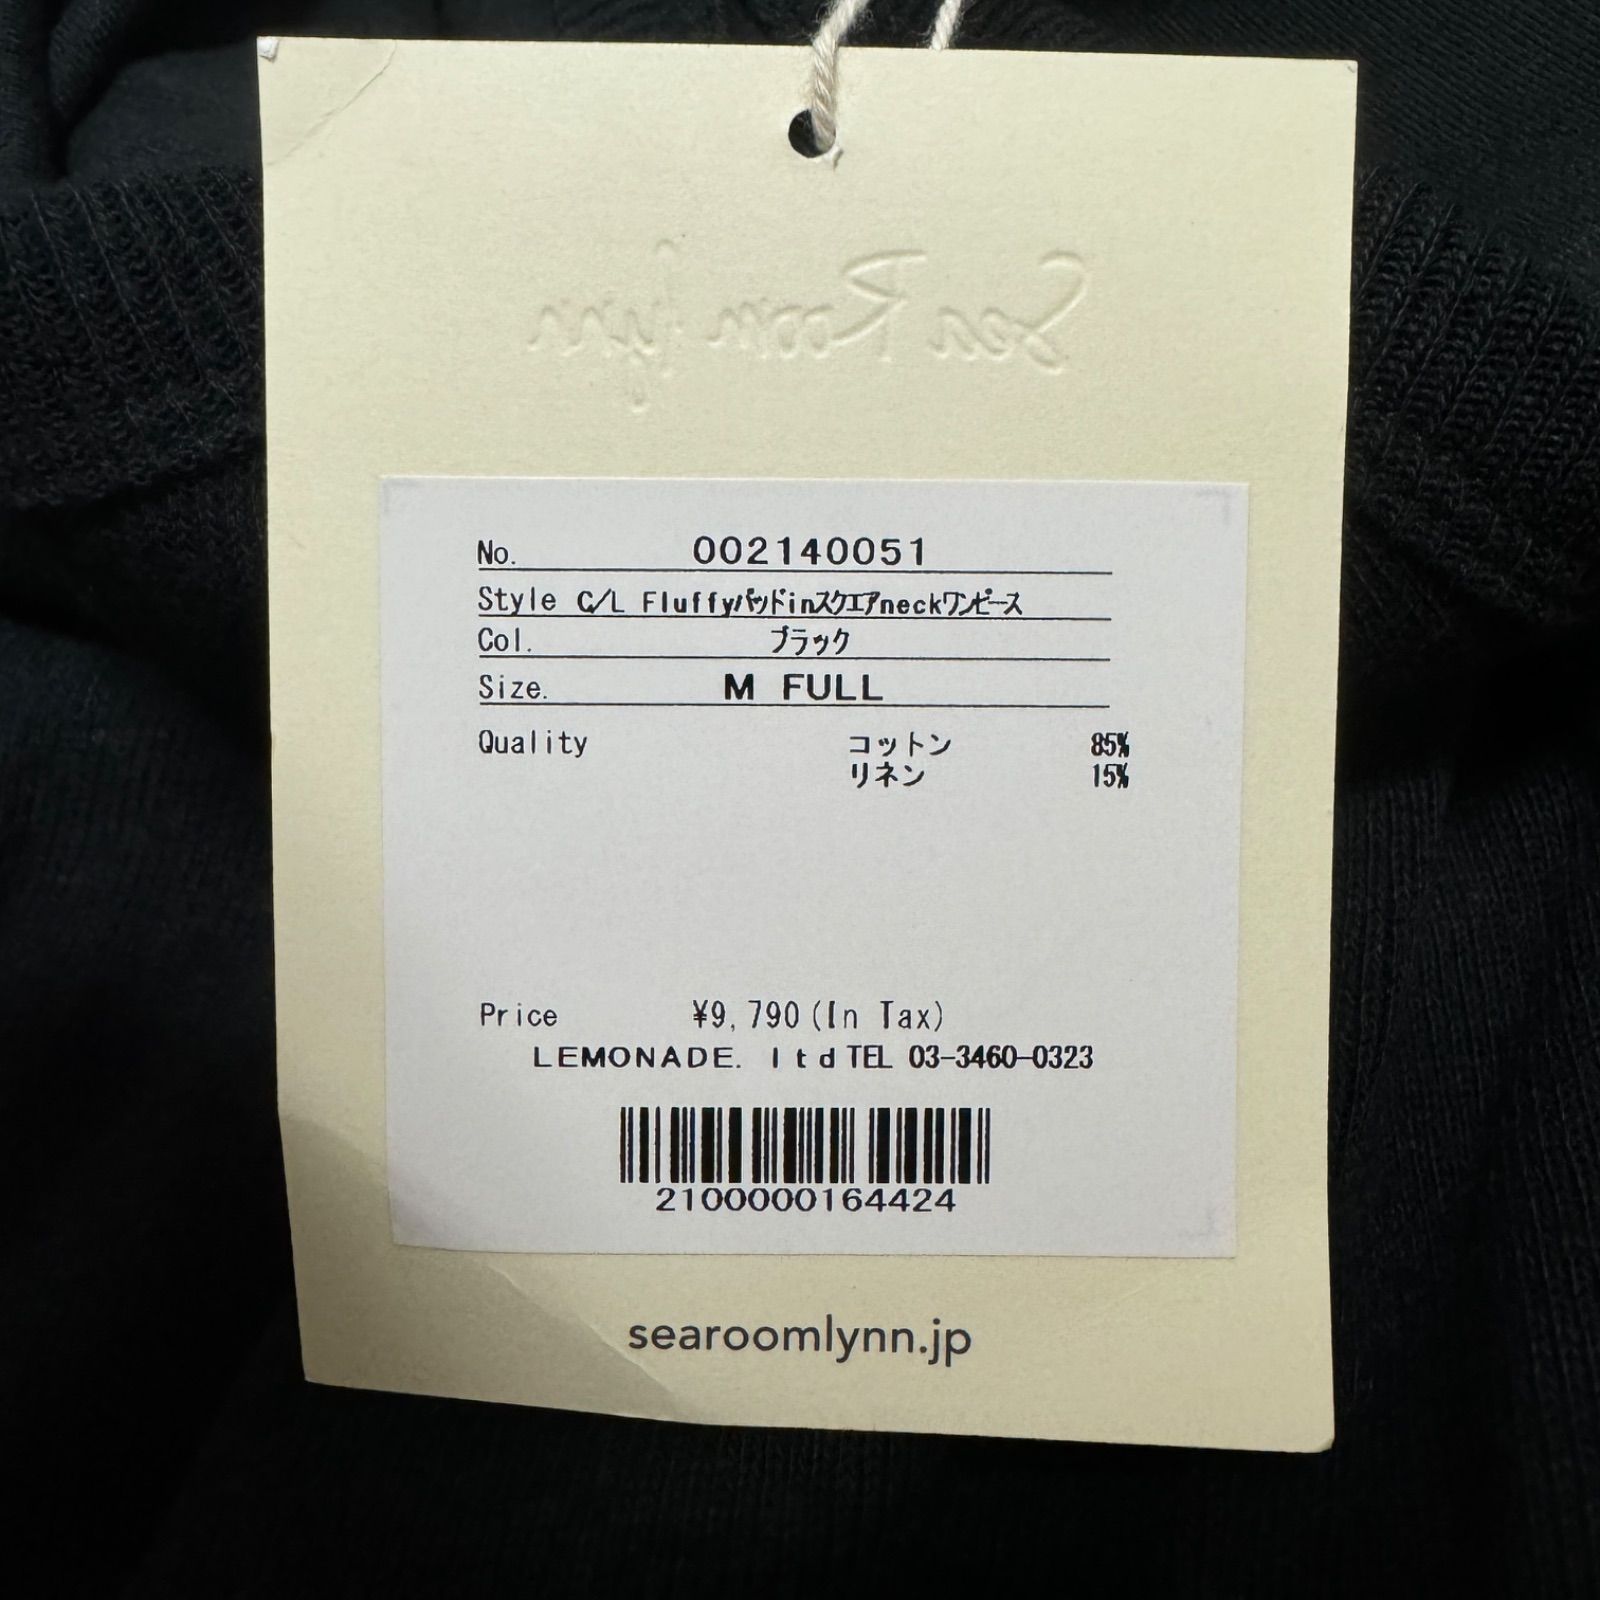 Sea Room lynn
No. 002140051
Style C/L Fluffyパッドinスクエアneckワンピース
Col. ブラック
Size. M FULL
Quality コットン 85%
リネン 15%
Price ¥9,790(In Tax)
LEMONADE. ltd TEL 03-3460-0323
2100000164424
searoomlynn.jp